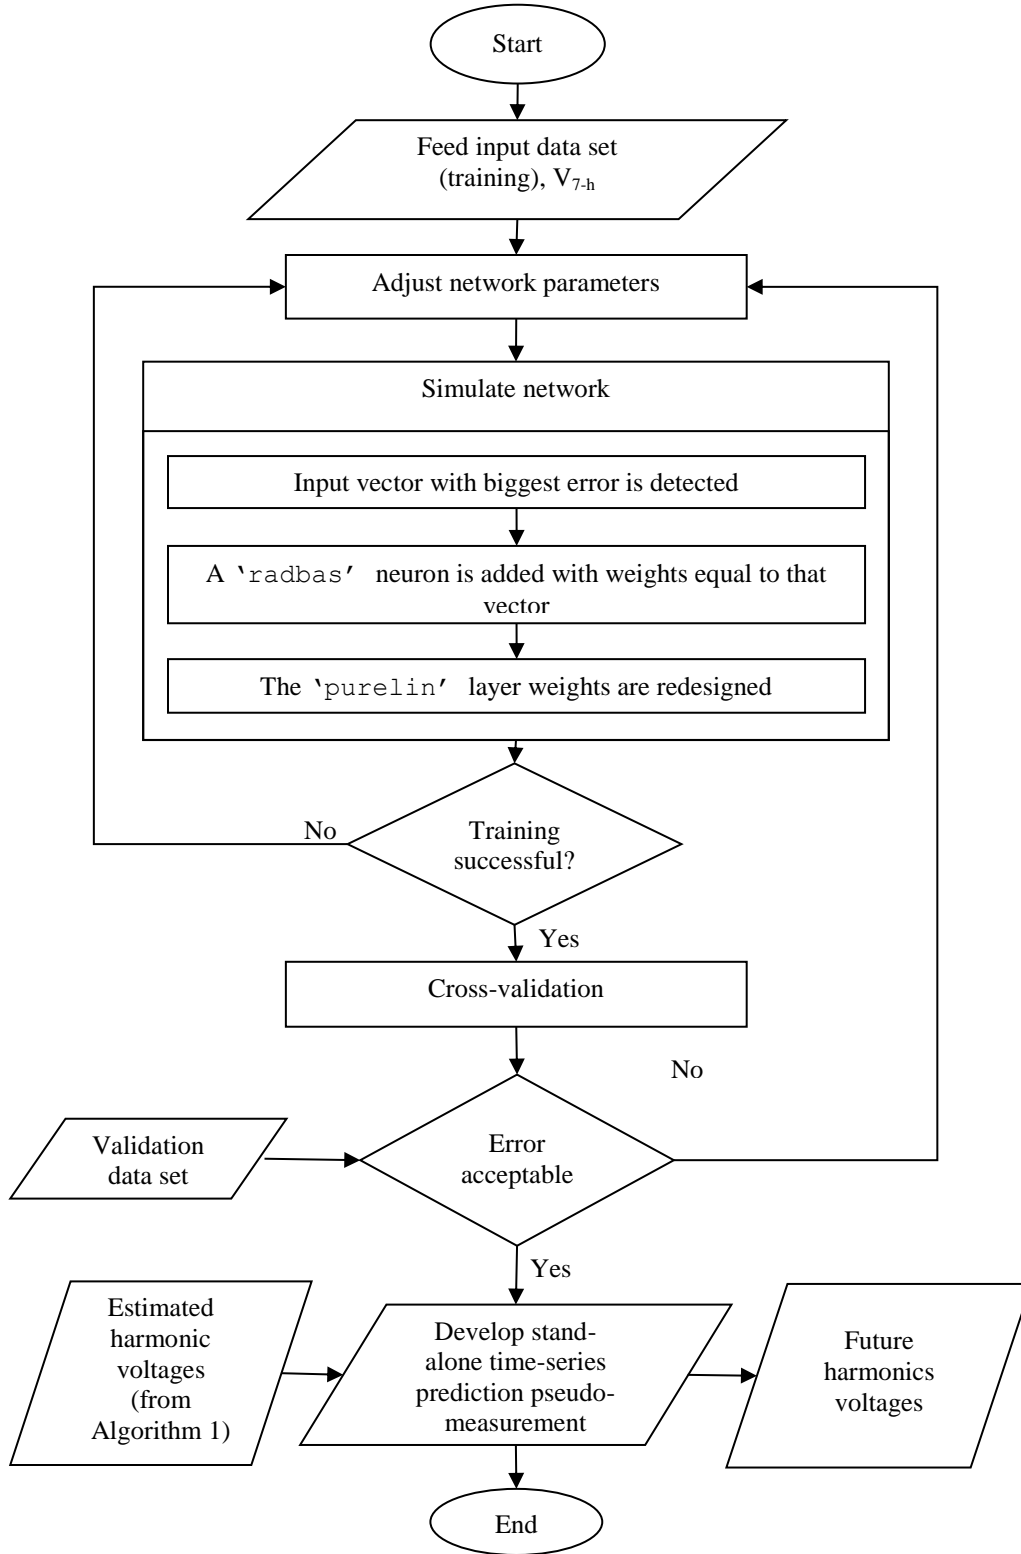 Start
Feed input data set
(training), V7-h
Adjust network parameters
Simulate network
Input vector with biggest error is detected
A 'radbas' neuron is added with weights equal to that
vector
The 'purelin' layer weights are redesigned
No
Training
successful?
Yes
Cross-validation
No
Validation
data set
Error
acceptable
Yes
Estimated
harmonic
voltages
(from
Algorithm 1)
Develop stand-
alone time-series
prediction pseudo-
measurement
Future
harmonics
voltages
End